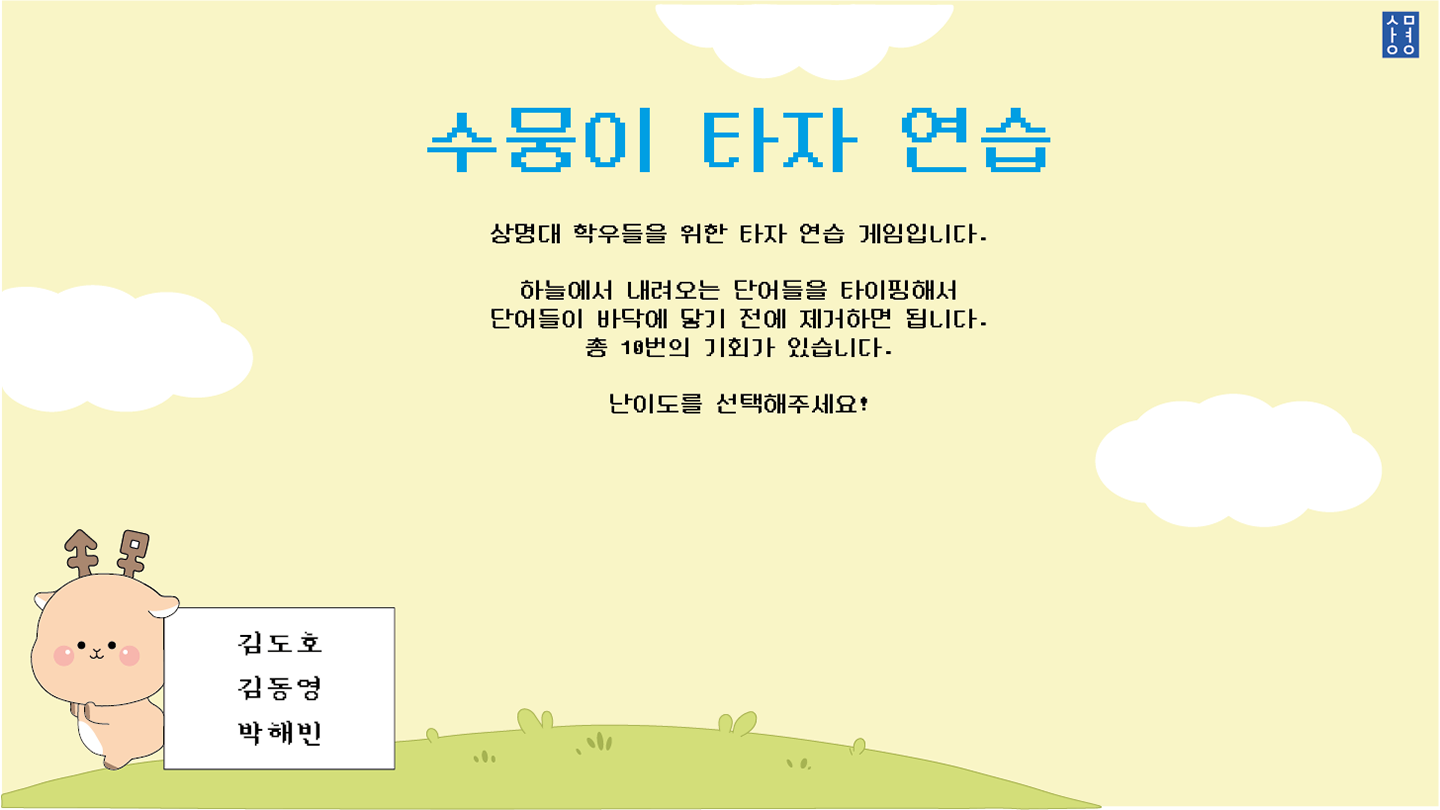 상명
수뭉이 타자 연습
상명대 학우들을 위한 타자 연습 게임입니다.
하늘에서 내려오는 단어들을 타이핑해서
단어들이 바닥에 닿기 전에 제거하면 됩니다.
총 10번의 기회가 있습니다.
난이도를 선택해주세요!
김도호
김동영
박해빈